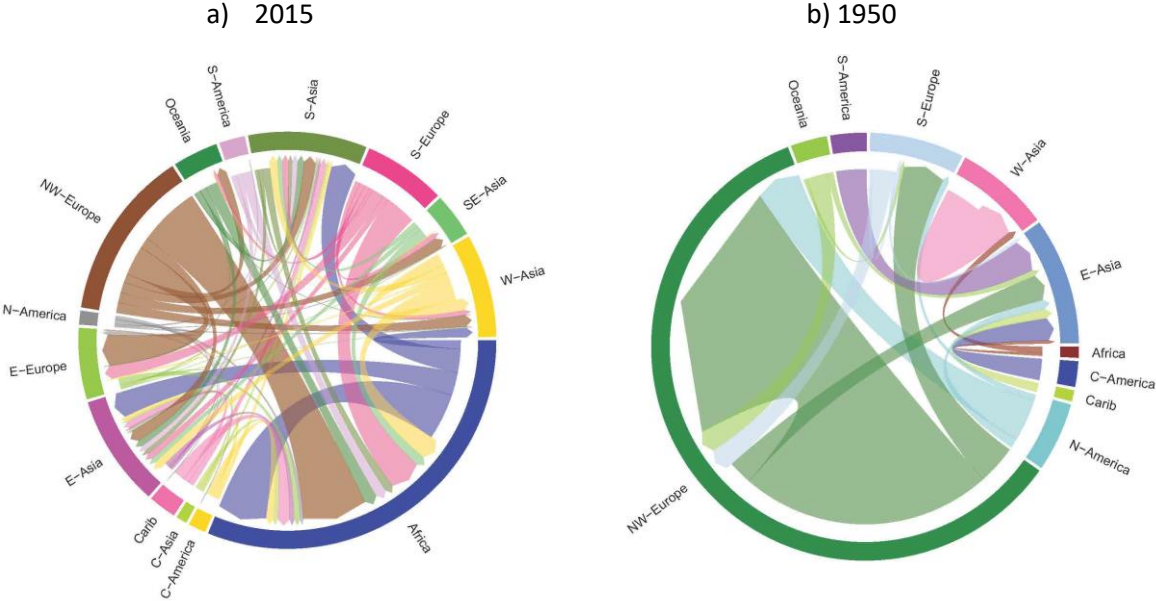 a) 2015
S-America
Oceania
S-Asia
S-Europe
SE-Asia
W-Asia
NW-Europe
N-America
E-Europe
E-Asia
Carib
C-Asia
C-America
Africa
b) 1950
Oceania
S-America
S-Europe
W-Asia
E-Asia
Africa
C-America
Carib
N-America
NW-Europe